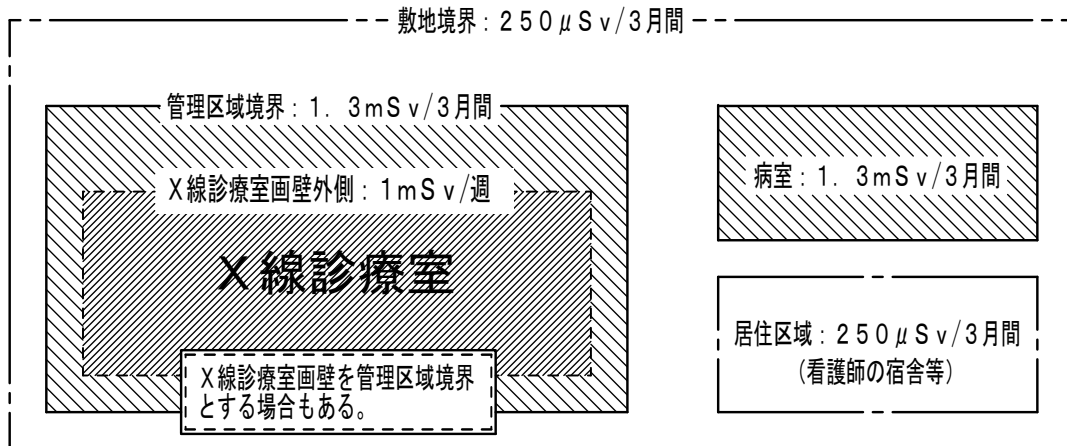 敷地境界：２５０μＳｖ/３月間
管理区域境界：１．３ｍＳｖ/３月間
Ｘ線診療室画壁外側：１ｍＳｖ/週
Ｘ線診療室
Ｘ線診療室画壁を管理区域境界
とする場合もある。
病室：１．３ｍＳｖ/３月間
居住区域：２５０μＳｖ/３月間
（看護師の宿舎等）